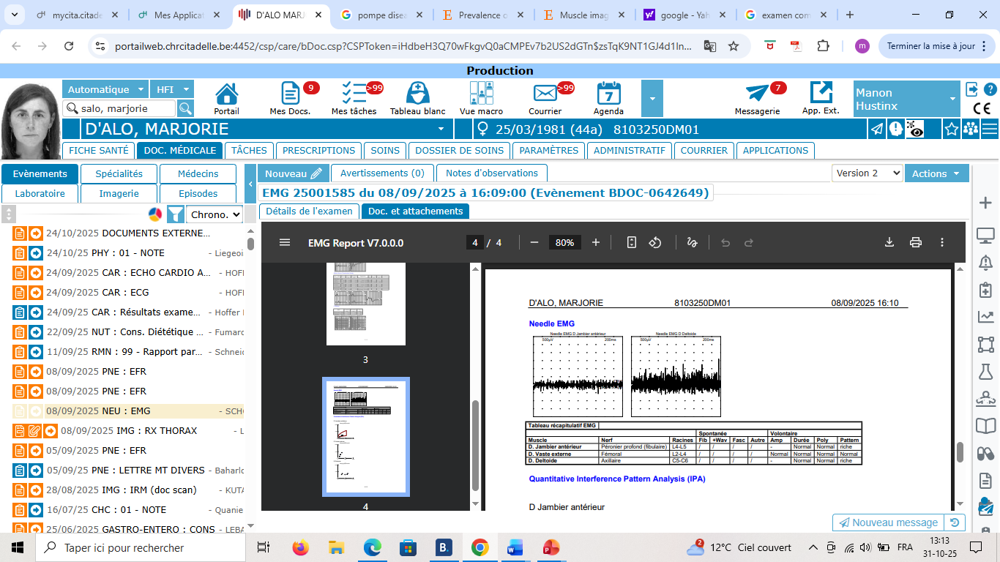 mycita.citade
Mes Applicat
D'ALO MARJ
pompe disea
Prevalence o
Muscle imag
google - Yah
examen com
portailweb.chrcitadelle.be:4452/csp/care/bDoc.csp?CSPToken=iHdbeH3Q70wFkgvQ0aCMPEv7b2US2dGTn$zsTqK9NT1GJ4d1In...
m
Terminer la mise à jour
Production
Automatique
HFI
salo, marjorie
Portail
9
Mes Docs.
>99
Mes tâches
Tableau blanc
Vue macro
>99
Courrier
7
Agenda
7
Messagerie
App. Ext.
Manon
Hustinx
CE
D'ALO, MARJORIE
25/03/1981 (44a) 8103250DM01
FICHE SANTÉ
DOC. MÉDICALE
TÂCHES
PRESCRIPTIONS
SOINS
DOSSIER DE SOINS
PARAMÈTRES
ADMINISTRATIF
COURRIER
APPLICATIONS
Evènements
Spécialités
Médecins
Laboratoire
Imagerie
Episodes
Chrono.
24/10/2025 DOCUMENTS EXTERNE...
24/10/25 PHY : 01 - NOTE - Liegeoi
24/09/2025 CAR : ECHO CARDIO A... - HOFF
24/09/2025 CAR : ECG - HOFF
24/09/25 CAR : Résultats exame... - Hoffer
22/09/25 NUT : Cons. Diététique ... - Fumaro
11/09/25 RMN : 99 - Rapport par... - Schneid
08/09/2025 PNE : EFR
08/09/2025 PNE : EFR
08/09/2025 NEU : EMG - SCHO
08/09/2025 IMG : RX THORAX - L
05/09/2025 PNE : EFR
05/09/25 PNE : LETTRE MT DIVERS - Baharlo
28/08/2025 IMG : IRM (doc scan) - KUTA
16/07/25 CHC : 01 - NOTE - Quanie
25/06/2025 GASTRO-ENTERO : CONS - LEBA
Nouveau
Avertissements (0)
Notes d'observations
Version 2
Actions
EMG 25001585 du 08/09/2025 à 16:09:00 (Evènement BDOC-0642649)
Détails de l'examen
Doc. et attachements
EMG Report V7.0.0.0
4 / 4
80%
3
4
D'ALO, MARJORIE 8103250DM01 08/09/2025 16:10
Needle EMG
Needle EMG D Jambier antérieur
500µV 200ms
Needle EMG D Deltoide
500µV 200ms
Tableau récapitulatif EMG
Spontanée Volontaire
Muscle Nerf Racines Fib +Wav Fasc Autre Amp Durée Poly Pattern
D. Jambier antérieur Péronier profond (fibulaire) L4-L5 / / / / - Normal Normal riche
D. Vaste externe Fémoral L2-L4 / / / / Normal Normal Normal Normal
D. Deltoide Axillaire C5-C6 / / / / - Normal Normal riche
Quantitative Interference Pattern Analysis (IPA)
D Jambier antérieur
Nouveau message
Taper ici pour rechercher
2
12°C Ciel couvert
FRA
13:13
31-10-25